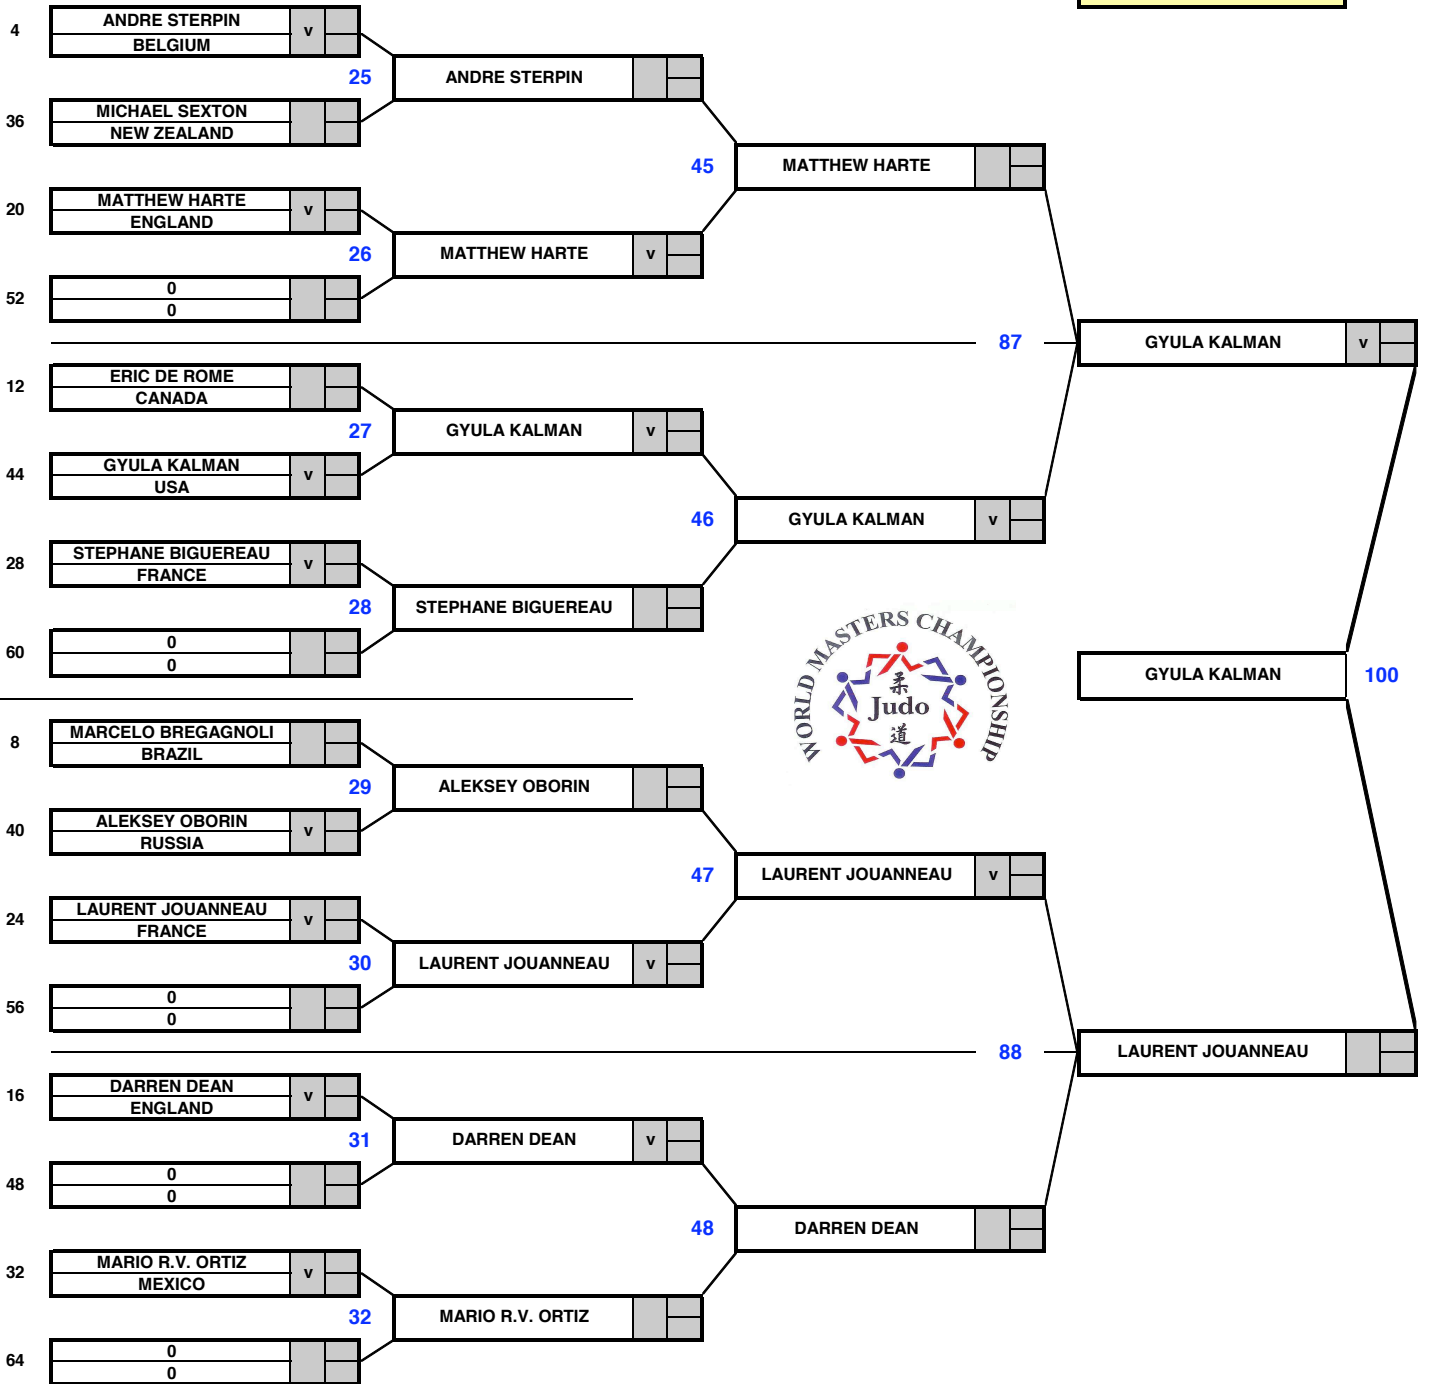 4
ANDRE STERPIN
v
BELGIUM
25
ANDRE STERPIN
36
MICHAEL SEXTON
NEW ZEALAND
45
MATTHEW HARTE
20
MATTHEW HARTE
v
ENGLAND
26
MATTHEW HARTE
v
52
0
0
87
GYULA KALMAN
v
12
ERIC DE ROME
CANADA
27
GYULA KALMAN
v
44
GYULA KALMAN
v
USA
46
GYULA KALMAN
v
28
STEPHANE BIGUEREAU
v
FRANCE
28
STEPHANE BIGUEREAU
60
0
0
WORLD MASTERS CHAMPIONSHIP
柔
Judo
道
GYULA KALMAN
100
8
MARCELO BREGAGNOLI
BRAZIL
29
ALEKSEY OBORIN
40
ALEKSEY OBORIN
v
RUSSIA
47
LAURENT JOUANNEAU
v
24
LAURENT JOUANNEAU
v
FRANCE
30
LAURENT JOUANNEAU
v
56
0
0
88
LAURENT JOUANNEAU
16
DARREN DEAN
v
ENGLAND
31
DARREN DEAN
v
48
0
0
48
DARREN DEAN
32
MARIO R.V. ORTIZ
v
MEXICO
32
MARIO R.V. ORTIZ
64
0
0